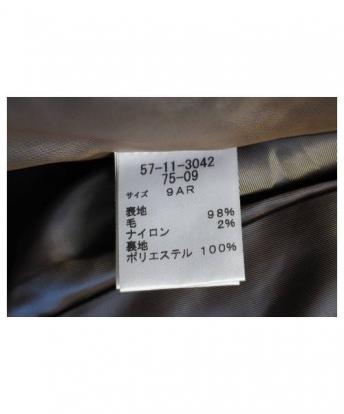 57-11-3042
75-09
サイズ 9AR
表地
毛 98%
ナイロン 2%
裏地
ポリエステル 100%